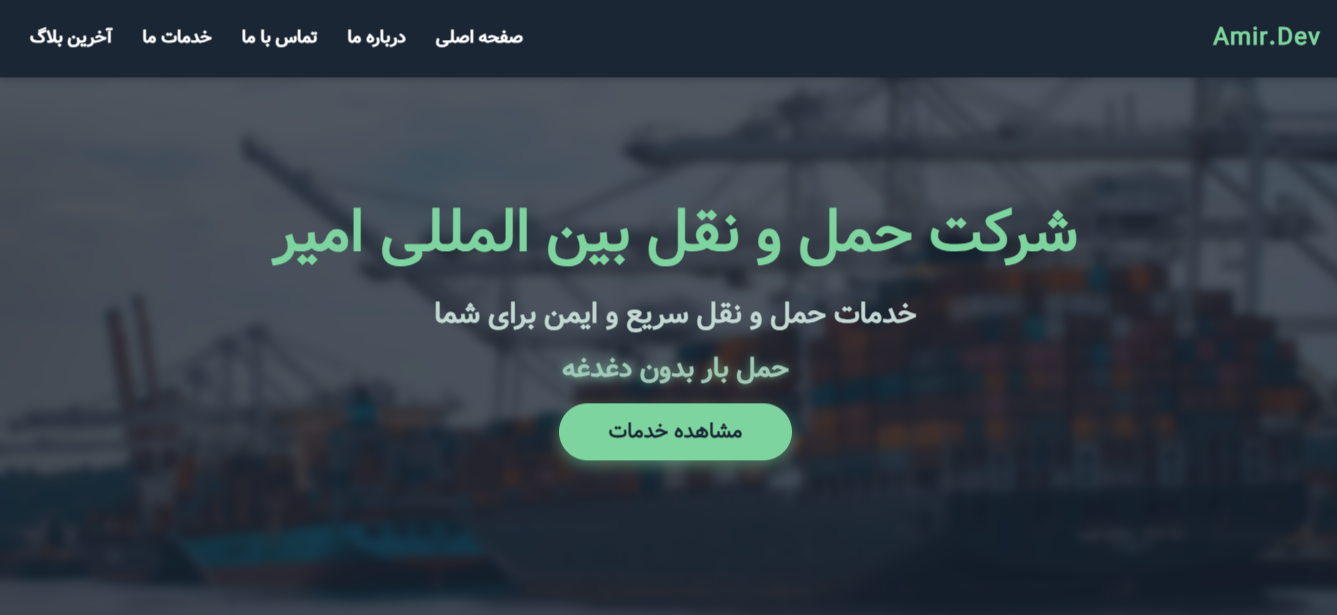 Amir.Dev
صفحه اصلی درباره ما تماس با ما خدمات ما آخرین بلاگ
شرکت حمل و نقل بین المللی امیر
خدمات حمل و نقل سریع و ایمن برای شما
حمل بار بدون دغدغه
مشاهده خدمات